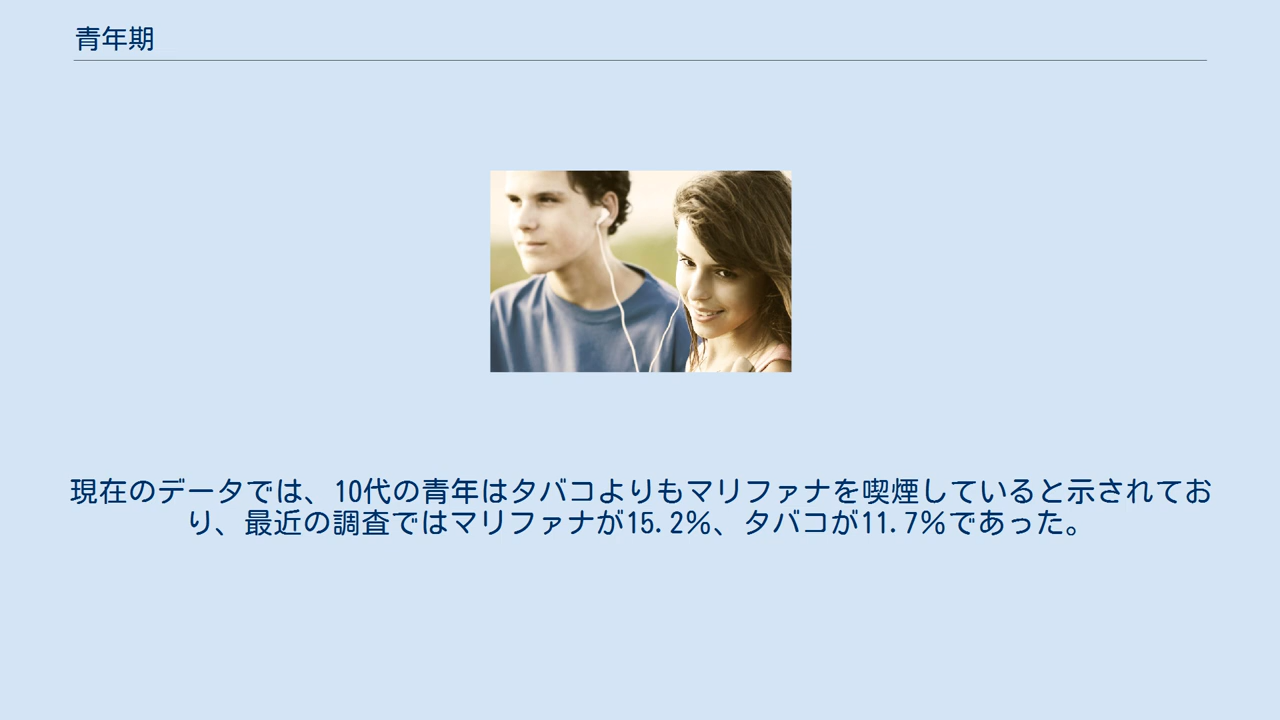 青年期
現在のデータでは、10代の青年はタバコよりもマリファナを喫煙していると示されてお
り、最近の調査ではマリファナが15.2%、タバコが11.7%であった。